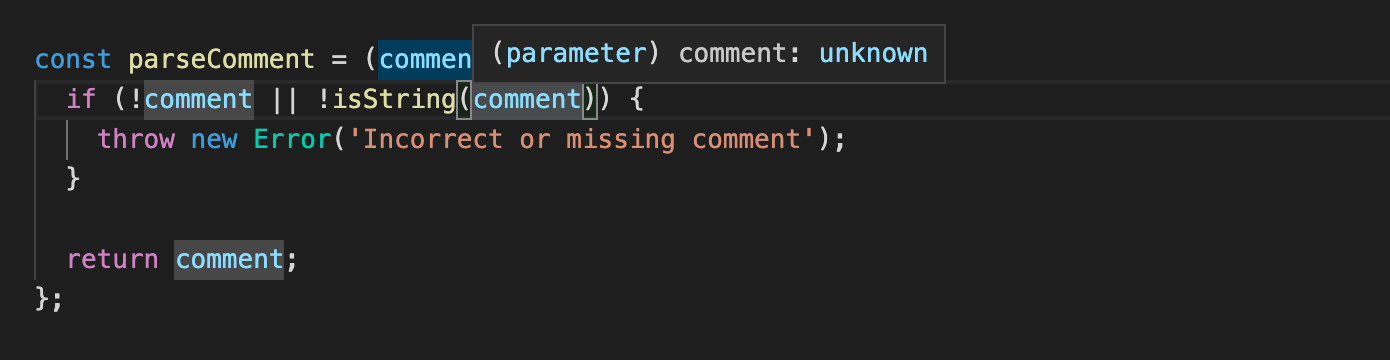 const parseComment = (commen
(parameter) comment: unknown
if (!comment || !isString(comment)) {
throw new Error('Incorrect or missing comment');
}
return comment;
};